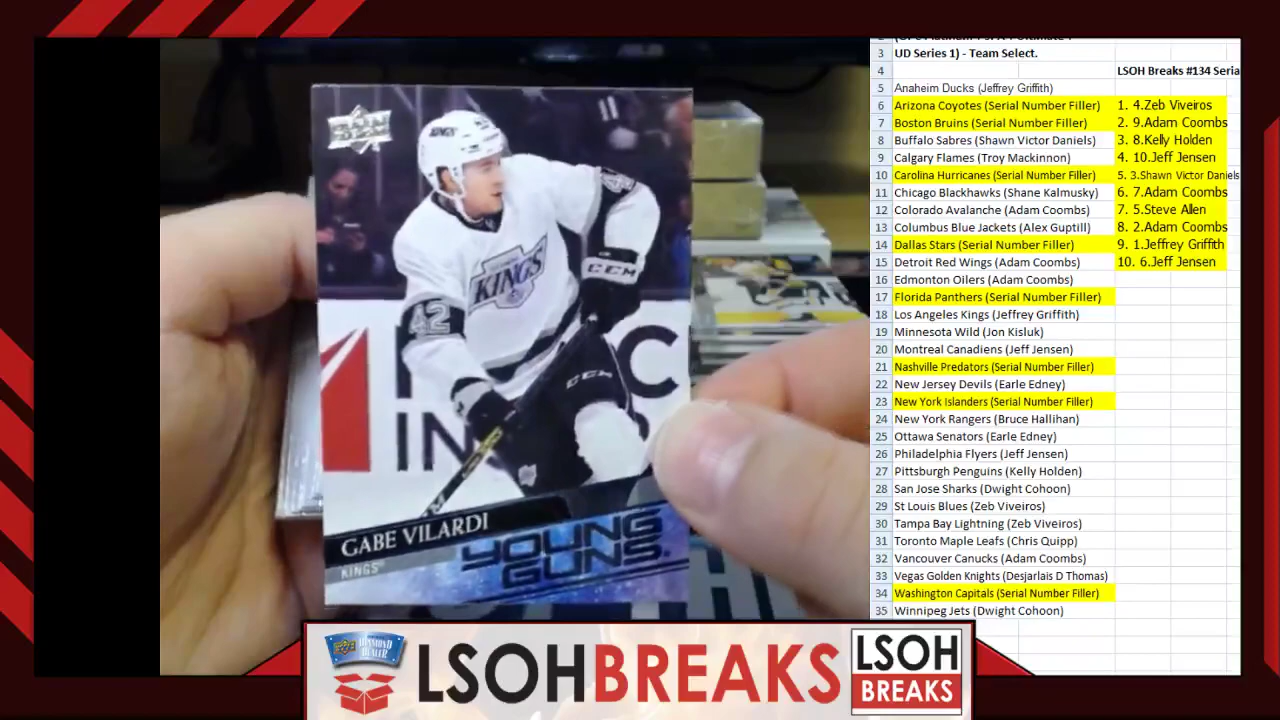 UD
KINGS
42
KINGS
CCM
42
CCM
C
IN
GABE VILARDI
YOUNG
GUNS
KINGS
3 UD Series 1) - Team Select.
4 LSOH Breaks #134 Seria
5 Anaheim Ducks (Jeffrey Griffith)
6 Arizona Coyotes (Serial Number Filler) 1. 4.Zeb Viveiros
7 Boston Bruins (Serial Number Filler) 2. 9.Adam Coombs
8 Buffalo Sabres (Shawn Victor Daniels) 3. 8.Kelly Holden
9 Calgary Flames (Troy Mackinnon) 4. 10.Jeff Jensen
10 Carolina Hurricanes (Serial Number Filler) 5. 3.Shawn Victor Daniels
11 Chicago Blackhawks (Shane Kalmusky) 6. 7.Adam Coombs
12 Colorado Avalanche (Adam Coombs) 7. 5.Steve Allen
13 Columbus Blue Jackets (Alex Guptill) 8. 2.Adam Coombs
14 Dallas Stars (Serial Number Filler) 9. 1.Jeffrey Griffith
15 Detroit Red Wings (Adam Coombs) 10. 6.Jeff Jensen
16 Edmonton Oilers (Adam Coombs)
17 Florida Panthers (Serial Number Filler)
18 Los Angeles Kings (Jeffrey Griffith)
19 Minnesota Wild (Jon Kisluk)
20 Montreal Canadiens (Jeff Jensen)
21 Nashville Predators (Serial Number Filler)
22 New Jersey Devils (Earle Edney)
23 New York Islanders (Serial Number Filler)
24 New York Rangers (Bruce Hallihan)
25 Ottawa Senators (Earle Edney)
26 Philadelphia Flyers (Jeff Jensen)
27 Pittsburgh Penguins (Kelly Holden)
28 San Jose Sharks (Dwight Cohoon)
29 St Louis Blues (Zeb Viveiros)
30 Tampa Bay Lightning (Zeb Viveiros)
31 Toronto Maple Leafs (Chris Quipp)
32 Vancouver Canucks (Adam Coombs)
33 Vegas Golden Knights (Desjarlais D Thomas)
34 Washington Capitals (Serial Number Filler)
35 Winnipeg Jets (Dwight Cohoon)
DIAMOND
DEALER
LSOHBREAKS
LSOH
BREAKS